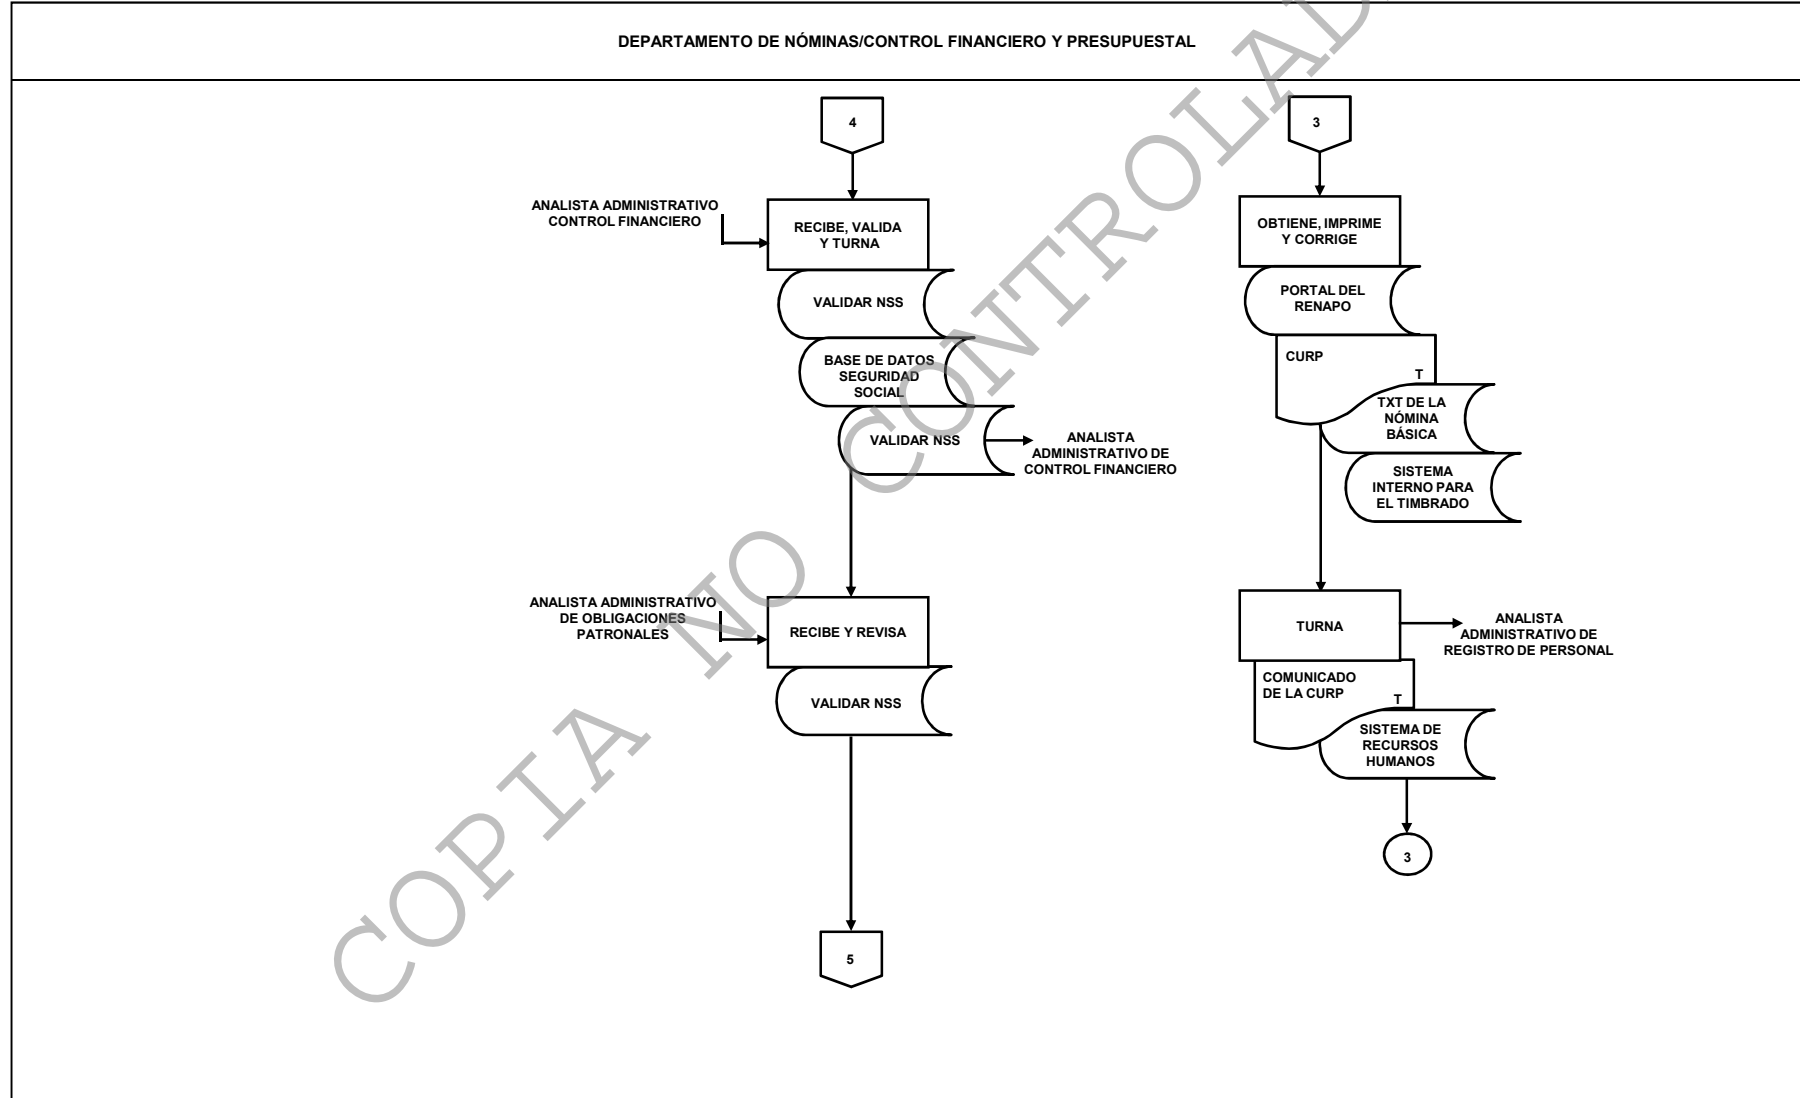 DEPARTAMENTO DE NÓMINAS/CONTROL FINANCIERO Y PRESUPUESTAL
4
ANALISTA ADMINISTRATIVO
CONTROL FINANCIERO
RECIBE, VALIDA
Y TURNA
VALIDAR NSS
BASE DE DATOS
SEGURIDAD
SOCIAL
VALIDAR NSS
ANALISTA
ADMINISTRATIVO DE
CONTROL FINANCIERO
ANALISTA ADMINISTRATIVO
DE OBLIGACIONES
PATRONALES
RECIBE Y REVISA
VALIDAR NSS
5
3
OBTIENE, IMPRIME
Y CORRIGE
PORTAL DEL
RENAPO
CURP
T
TXT DE LA
NÓMINA
BÁSICA
SISTEMA
INTERNO PARA
EL TIMBRADO
TURNA
ANALISTA
ADMINISTRATIVO DE
REGISTRO DE PERSONAL
COMUNICADO
DE LA CURP
T
SISTEMA DE
RECURSOS
HUMANOS
3
COPIA NO CONTROLAD